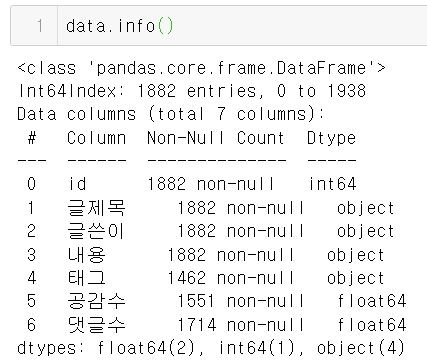 1 data.info()
<class 'pandas.core.frame.DataFrame'>
Int64Index: 1882 entries, 0 to 1938
Data columns (total 7 columns):
 #   Column  Non-Null Count  Dtype
---  ------  --------------  -----
 0   id      1882 non-null   int64
 1   글제목     1882 non-null   object
 2   글쓴이     1882 non-null   object
 3   내용      1882 non-null   object
 4   태그      1462 non-null   object
 5   공감수     1551 non-null   float64
 6   댓글수     1714 non-null   float64
dtypes: float64(2), int64(1), object(4)